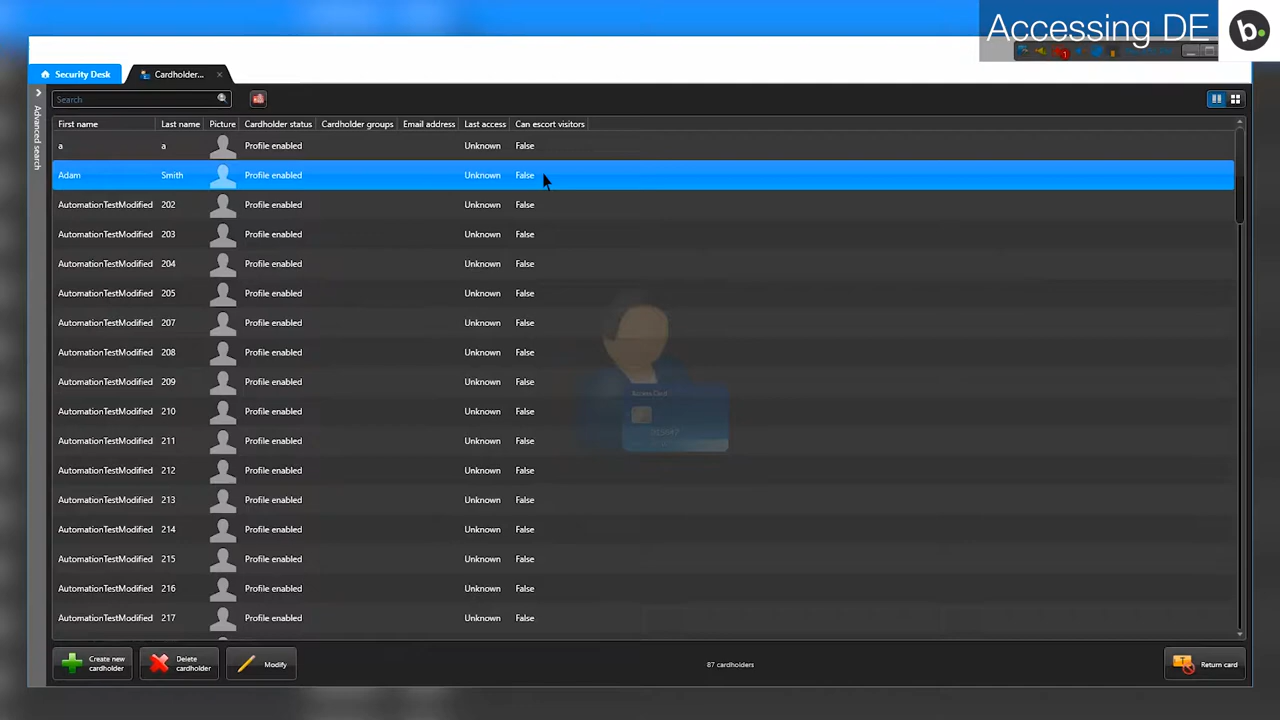 Accessing DE
b.
1
Security Desk
Cardholder...
Search
Advanced search
First name Last name Picture Cardholder status Cardholder groups Email address Last access Can escort visitors
a a Profile enabled Unknown False
Adam Smith Profile enabled Unknown False
AutomationTestModified 202 Profile enabled Unknown False
AutomationTestModified 203 Profile enabled Unknown False
AutomationTestModified 204 Profile enabled Unknown False
AutomationTestModified 205 Profile enabled Unknown False
AutomationTestModified 207 Profile enabled Unknown False
AutomationTestModified 208 Profile enabled Unknown False
AutomationTestModified 209 Profile enabled Unknown False
AutomationTestModified 210 Profile enabled Unknown False
AutomationTestModified 211 Profile enabled Unknown False
AutomationTestModified 212 Profile enabled Unknown False
AutomationTestModified 213 Profile enabled Unknown False
AutomationTestModified 214 Profile enabled Unknown False
AutomationTestModified 215 Profile enabled Unknown False
AutomationTestModified 216 Profile enabled Unknown False
AutomationTestModified 217 Profile enabled Unknown False
Access Card
Create new
cardholder
Delete
cardholder
Modify
87 cardholders
Return card